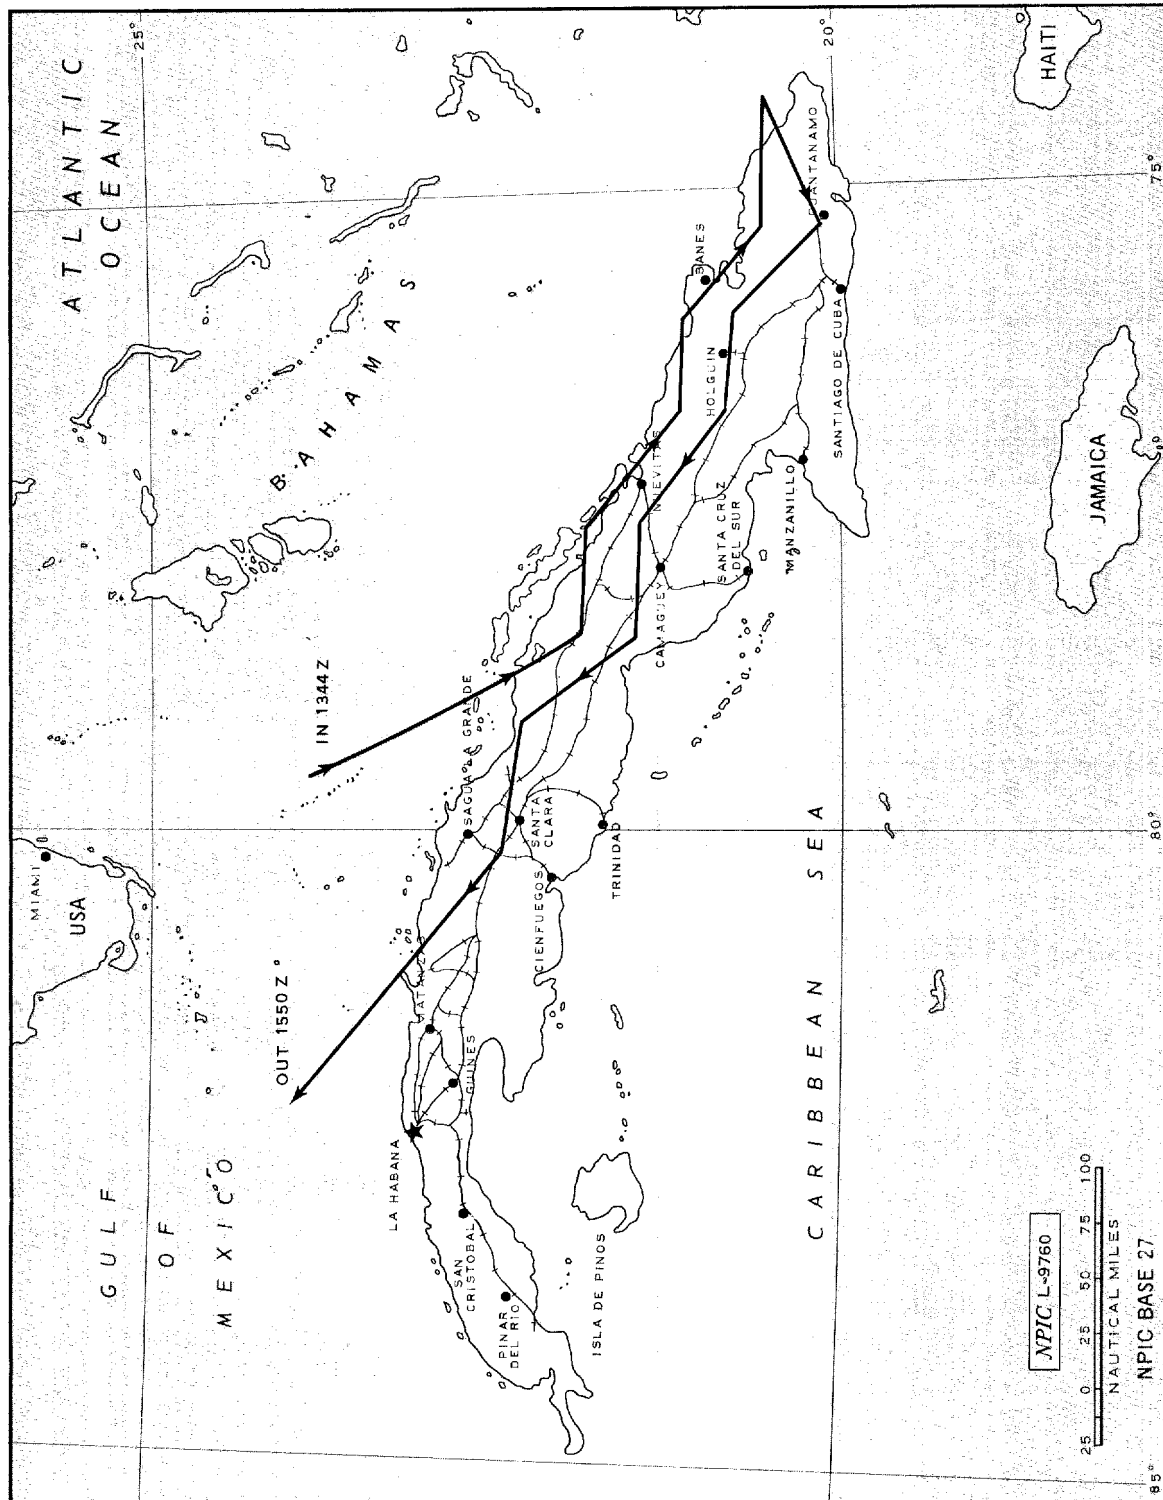 ATLANTIC
OCEAN
25°
20°
HAITI
75°
BAHAMAS
BANES
GUANTANAMO
HOLGUIN
SANTIAGO DE CUBA
NUEVITAS
SANTA CRUZ
DEL SUR
MANZANILLO
CAMAGUEY
JAMAICA
IN 1344 Z
SAGUA LA GRANDE
SANTA
CLARA
TRINIDAD
CIENFUEGOS
80°
MIAMI
USA
OUT 1550 Z
MATANZAS
GUINES
LA HABANA
SAN
CRISTOBAL
PINAR
DEL RIO
ISLA DE PINOS
GULF
OF
MEXICO
CARIBBEAN SEA
NPIC L-9760
25 0 25 50 75 100
NAUTICAL MILES
NPIC BASE 27
85°